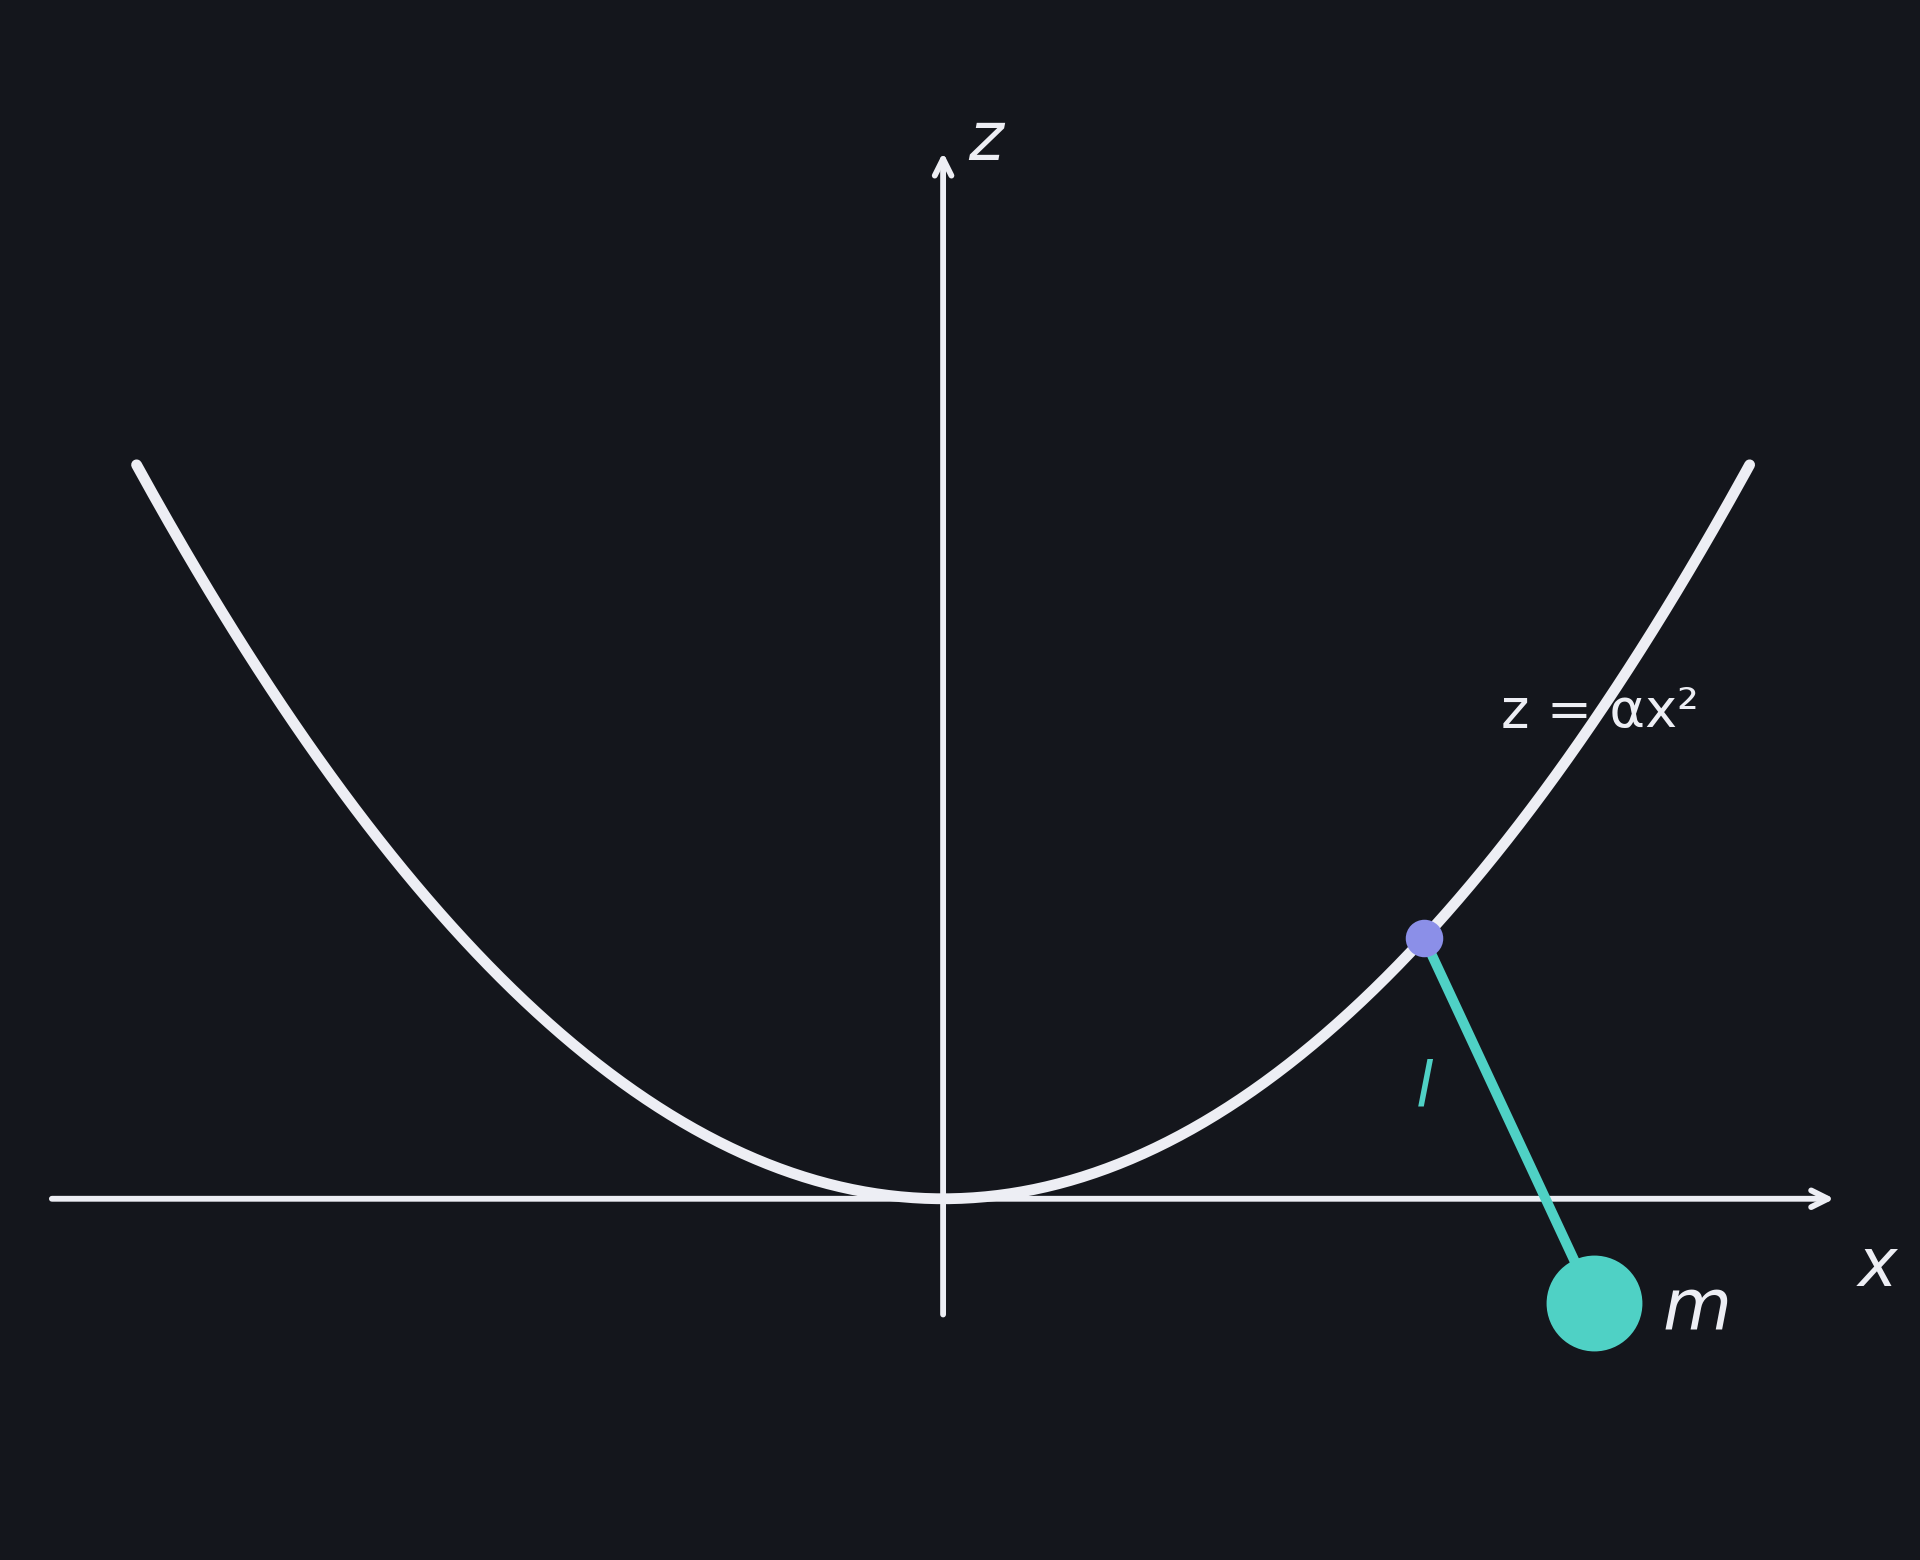 z
z = αx²
l
x
m